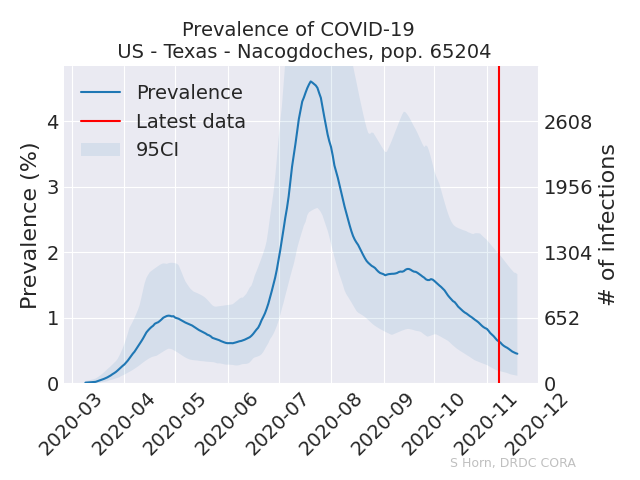 Prevalence of COVID-19
US - Texas - Nacogdoches, pop. 65204
Prevalence
Latest data
95CI
Prevalence (%)
4
3
2
1
0
2608
1956
1304
652
0
# of infections
2020-03
2020-04
2020-05
2020-06
2020-07
2020-08
2020-09
2020-10
2020-11
2020-12
S Horn, DRDC CORA